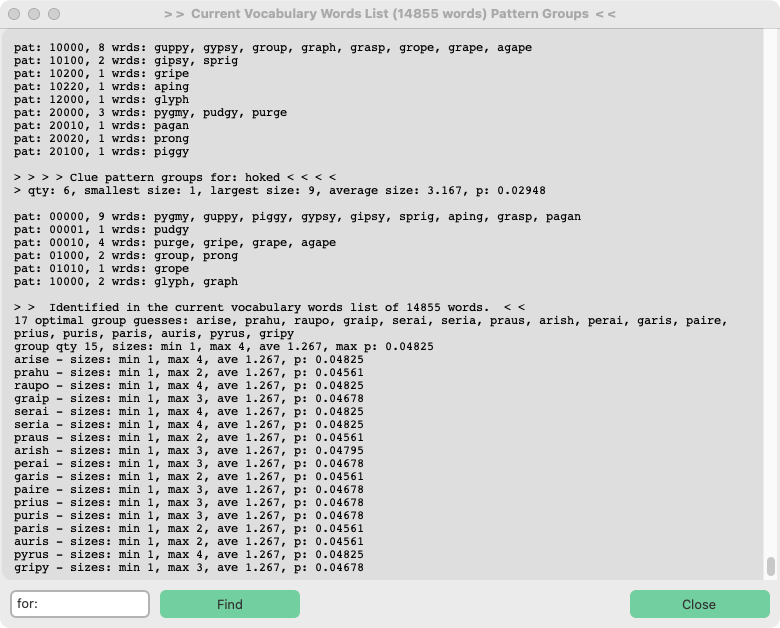 >> Current Vocabulary Words List (14855 words) Pattern Groups <<
pat: 10000, 8 wrds: guppy, gypsy, group, graph, grasp, grope, grape, agape
pat: 10100, 2 wrds: gipsy, sprig
pat: 10200, 1 wrds: gripe
pat: 10220, 1 wrds: aping
pat: 12000, 1 wrds: glyph
pat: 20000, 3 wrds: pygmy, pudgy, purge
pat: 20010, 1 wrds: pagan
pat: 20020, 1 wrds: prong
pat: 20100, 1 wrds: piggy
> > > > Clue pattern groups for: hoked < < < <
> qty: 6, smallest size: 1, largest size: 9, average size: 3.167, p: 0.02948
pat: 00000, 9 wrds: pygmy, guppy, piggy, gypsy, gipsy, sprig, aping, grasp, pagan
pat: 00001, 1 wrds: pudgy
pat: 00010, 4 wrds: purge, gripe, grape, agape
pat: 01000, 2 wrds: group, prong
pat: 01010, 1 wrds: grope
pat: 10000, 2 wrds: glyph, graph
> >  Identified in the current vocabulary words list of 14855 words.  < <
17 optimal group guesses: arise, prahu, raupo, graip, serai, seria, praus, arish, perai, garis, paire,
prius, puris, paris, auris, pyrus, gripy
group qty 15, sizes: min 1, max 4, ave 1.267, max p: 0.04825
arise - sizes: min 1, max 4, ave 1.267, p: 0.04825
prahu - sizes: min 1, max 2, ave 1.267, p: 0.04561
raupo - sizes: min 1, max 4, ave 1.267, p: 0.04825
graip - sizes: min 1, max 3, ave 1.267, p: 0.04678
serai - sizes: min 1, max 4, ave 1.267, p: 0.04825
seria - sizes: min 1, max 4, ave 1.267, p: 0.04825
praus - sizes: min 1, max 2, ave 1.267, p: 0.04561
arish - sizes: min 1, max 3, ave 1.267, p: 0.04795
perai - sizes: min 1, max 3, ave 1.267, p: 0.04678
garis - sizes: min 1, max 2, ave 1.267, p: 0.04561
paire - sizes: min 1, max 3, ave 1.267, p: 0.04678
prius - sizes: min 1, max 3, ave 1.267, p: 0.04678
puris - sizes: min 1, max 3, ave 1.267, p: 0.04678
paris - sizes: min 1, max 2, ave 1.267, p: 0.04561
auris - sizes: min 1, max 2, ave 1.267, p: 0.04561
pyrus - sizes: min 1, max 4, ave 1.267, p: 0.04825
gripy - sizes: min 1, max 3, ave 1.267, p: 0.04678
for:
Find
Close